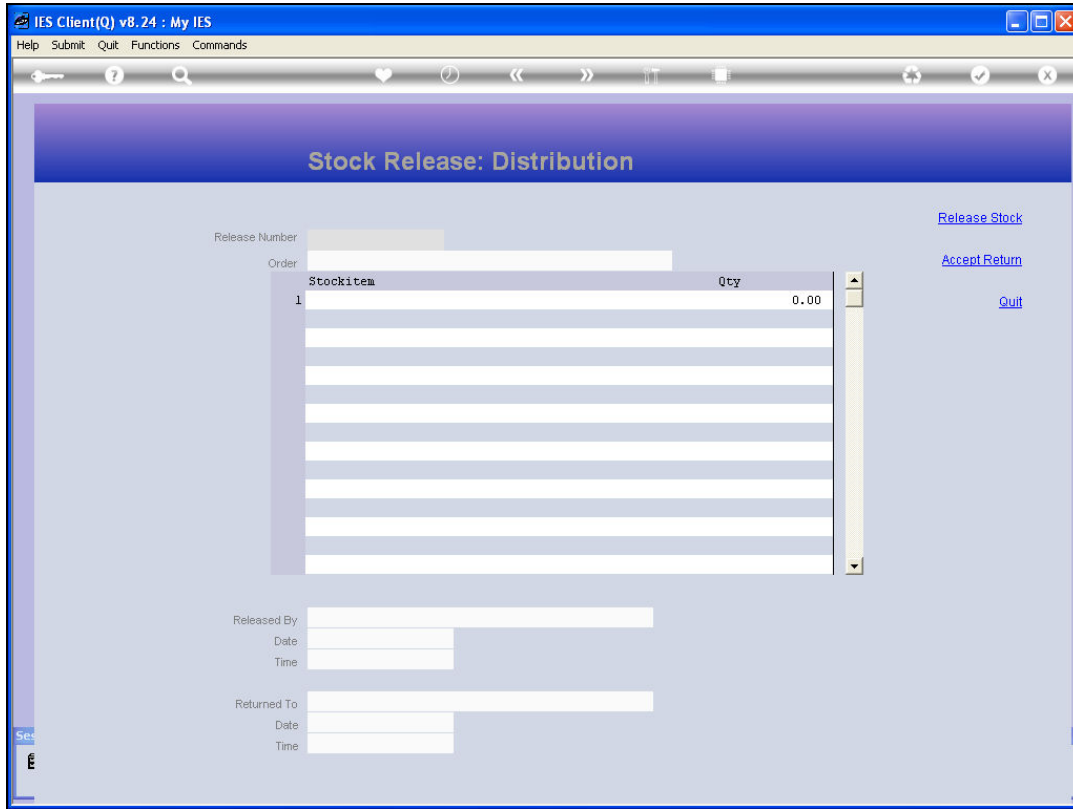 IES Client(Q) v8.24 : My IES
Help Submit Quit Functions Commands
Stock Release: Distribution
Release Stock
Release Number
Order
Accept Return
Stockitem Qty
1 0.00
Quit
Released By
Date
Time
Returned To
Date
Time
Ses